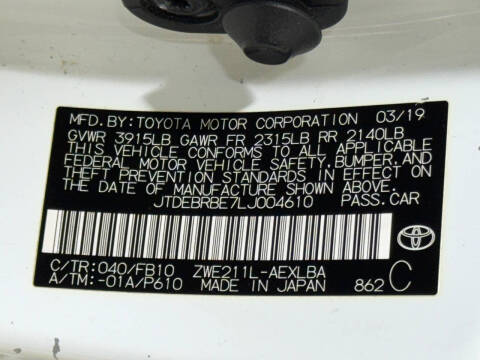 MFD. BY: TOYOTA MOTOR CORPORATION 03/19
GVWR 3915LB GAWR FR 2315LB RR 2140LB
THIS VEHICLE CONFORMS TO ALL APPLICABLE
FEDERAL MOTOR VEHICLE SAFETY, BUMPER, AND
THEFT PREVENTION STANDARDS IN EFFECT ON
THE DATE OF MANUFACTURE SHOWN ABOVE.
JTDEBRBE7LJ004610 PASS.CAR
C/TR: 040/FB10 ZWE211L-AEXLBA
A/TM: -01A/P610 MADE IN JAPAN 862 C